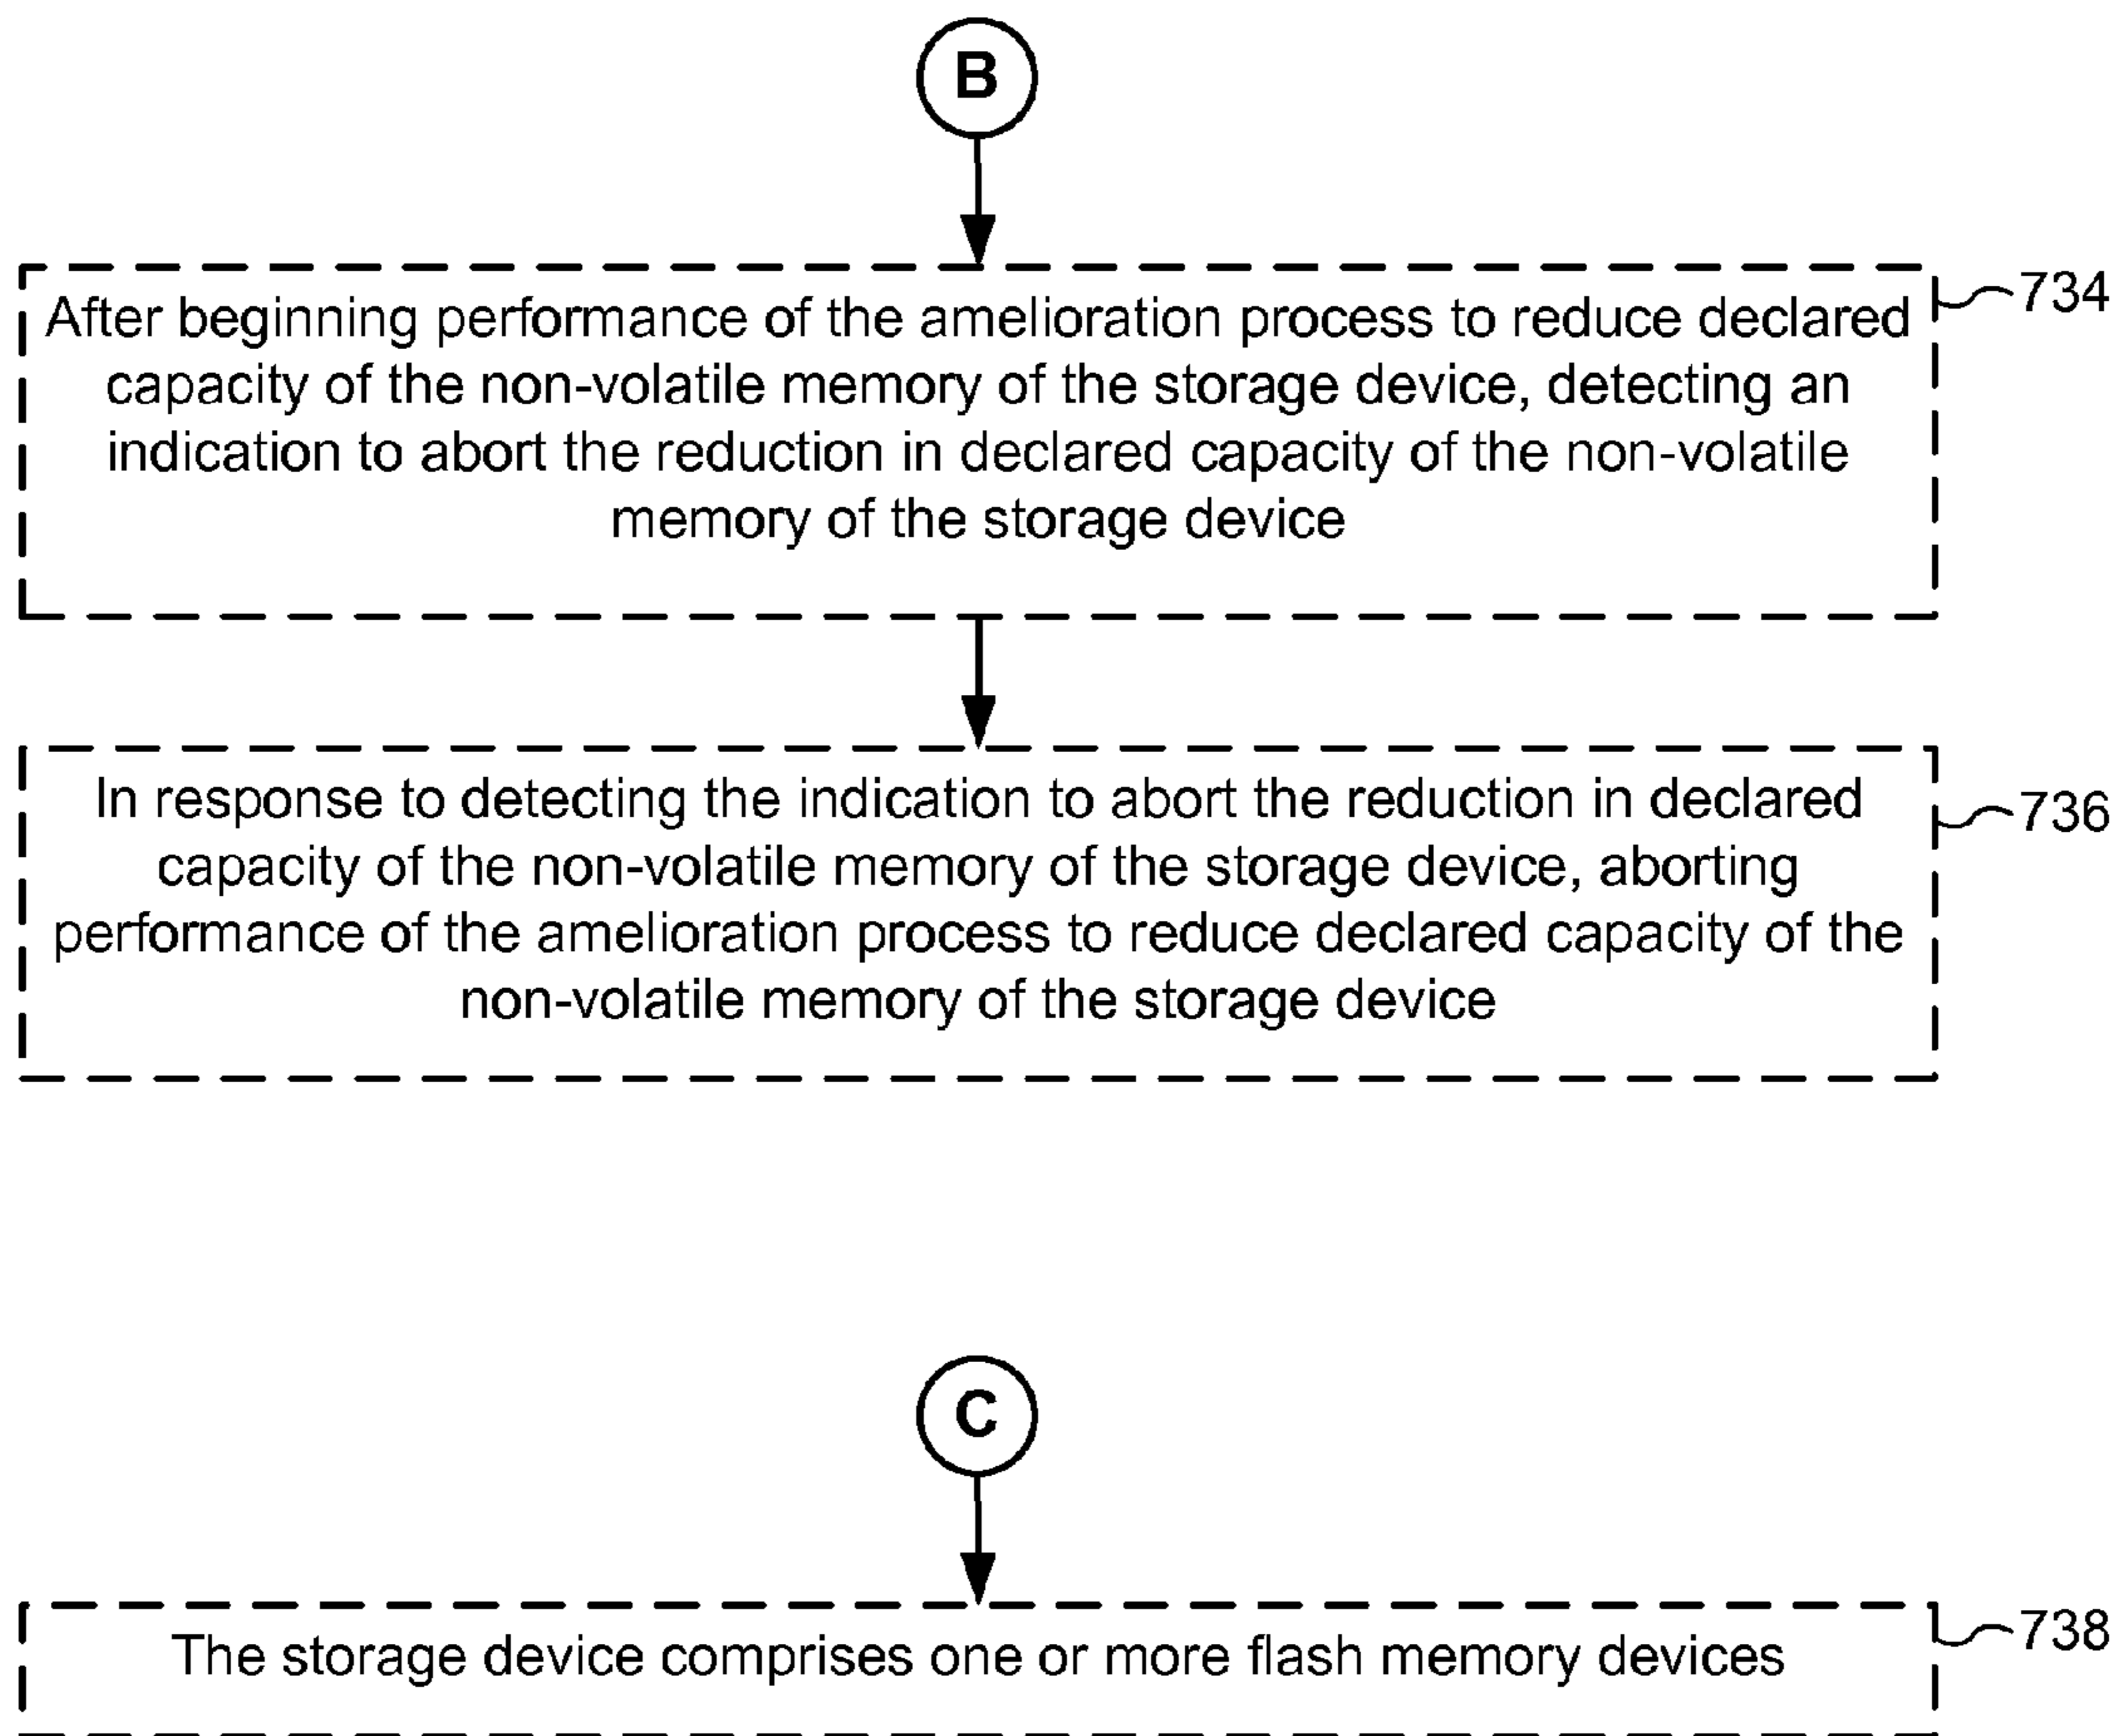 B
After beginning performance of the amelioration process to reduce declared
capacity of the non-volatile memory of the storage device, detecting an
indication to abort the reduction in declared capacity of the non-volatile
memory of the storage device
734
In response to detecting the indication to abort the reduction in declared
capacity of the non-volatile memory of the storage device, aborting
performance of the amelioration process to reduce declared capacity of the
non-volatile memory of the storage device
736
C
The storage device comprises one or more flash memory devices
738